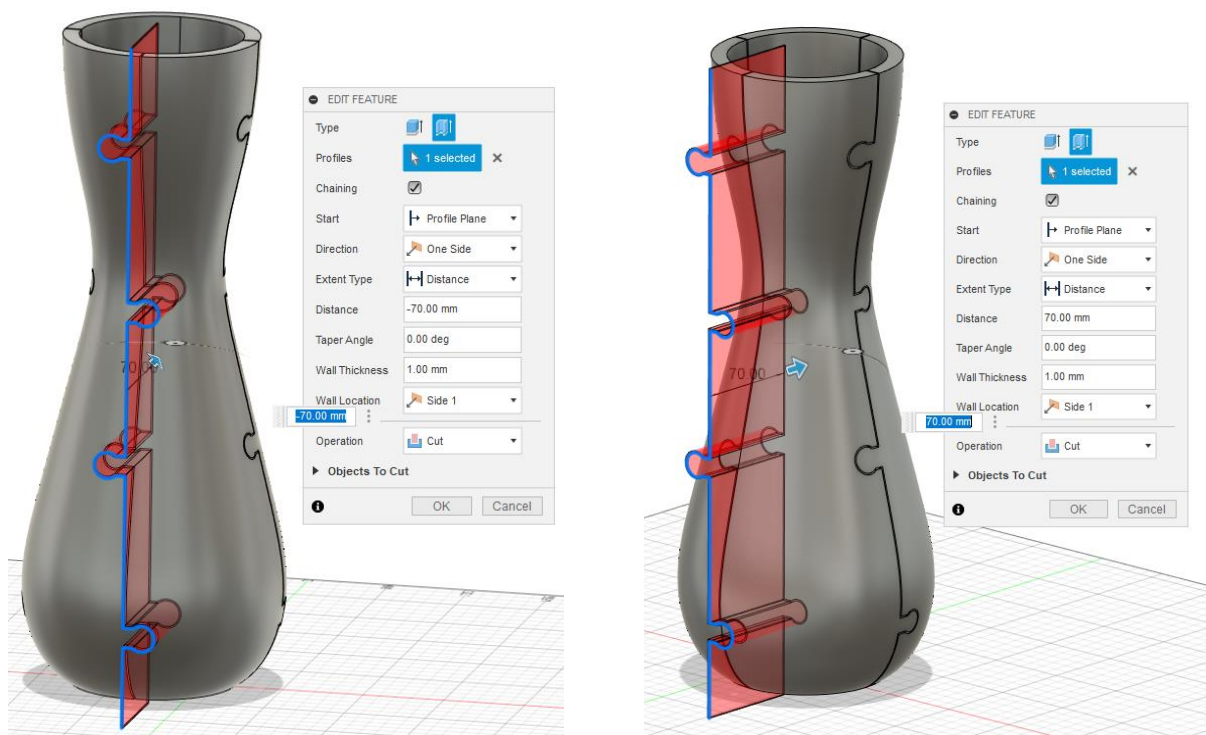 EDIT FEATURE
Type
Profiles 1 selected
Chaining
Start Profile Plane
Direction One Side
Extent Type Distance
Distance -70.00 mm
Taper Angle 0.00 deg
Wall Thickness 1.00 mm
Wall Location Side 1
-70.00 mm
Operation Cut
Objects To Cut
OK Cancel
70.00
EDIT FEATURE
Type
Profiles 1 selected
Chaining
Start Profile Plane
Direction One Side
Extent Type Distance
Distance 70.00 mm
Taper Angle 0.00 deg
Wall Thickness 1.00 mm
Wall Location Side 1
70.00 mm
Operation Cut
Objects To Cut
OK Cancel
70.00